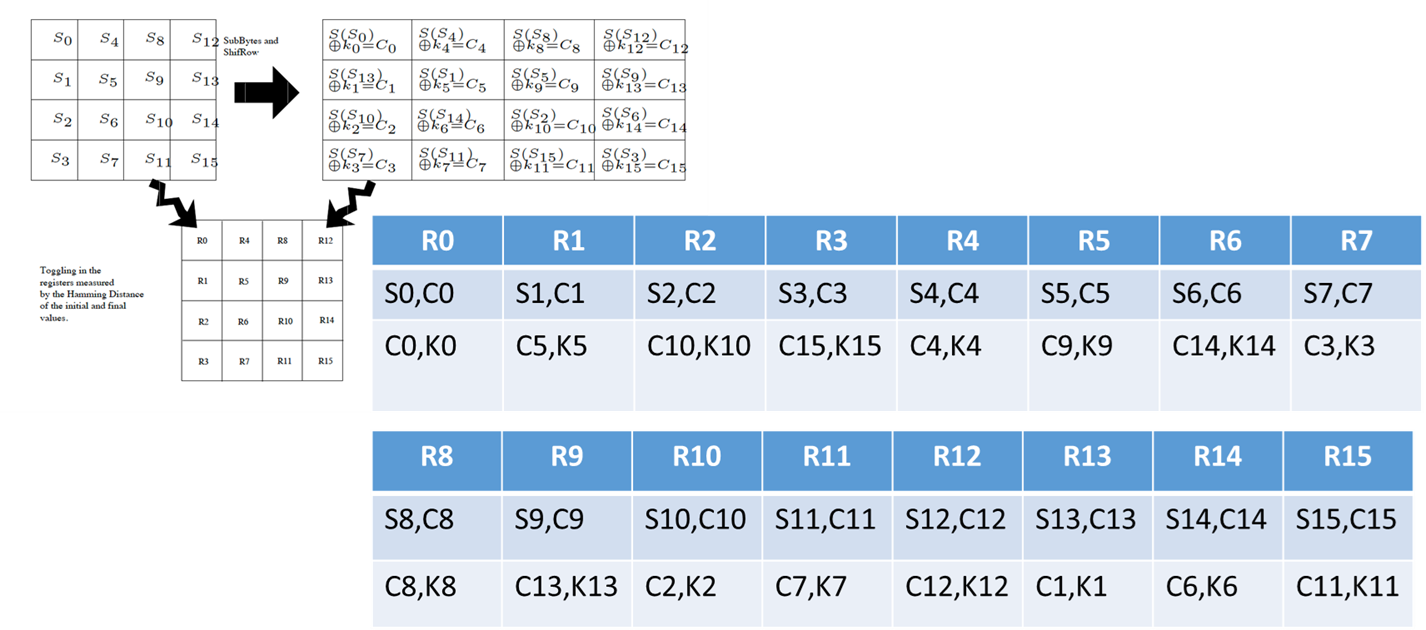 S0 S4 S8 S12
S1 S5 S9 S13
S2 S6 S10 S14
S3 S7 S11 S15
SubBytes and
ShifRow
S(S0) S(S4) S(S8) S(S12)
⊕k0=C0 ⊕k4=C4 ⊕k8=C8 ⊕k12=C12
S(S13) S(S1) S(S5) S(S9)
⊕k1=C1 ⊕k5=C5 ⊕k9=C9 ⊕k13=C13
S(S10) S(S14) S(S2) S(S6)
⊕k2=C2 ⊕k6=C6 ⊕k10=C10 ⊕k14=C14
S(S7) S(S11) S(S15) S(S3)
⊕k3=C3 ⊕k7=C7 ⊕k11=C11 ⊕k15=C15
Toggling in the
registers measured
by the Hamming Distance
of the initial and final
values.
R0 R4 R8 R12
R1 R5 R9 R13
R2 R6 R10 R14
R3 R7 R11 R15
R0 R1 R2 R3 R4 R5 R6 R7
S0,C0 S1,C1 S2,C2 S3,C3 S4,C4 S5,C5 S6,C6 S7,C7
C0,K0 C5,K5 C10,K10 C15,K15 C4,K4 C9,K9 C14,K14 C3,K3
R8 R9 R10 R11 R12 R13 R14 R15
S8,C8 S9,C9 S10,C10 S11,C11 S12,C12 S13,C13 S14,C14 S15,C15
C8,K8 C13,K13 C2,K2 C7,K7 C12,K12 C1,K1 C6,K6 C11,K11